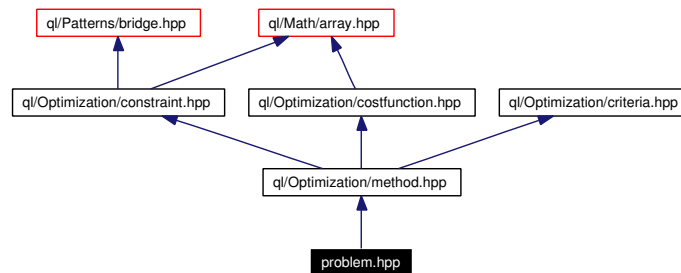 ql/Patterns/bridge.hpp
ql/Math/array.hpp
ql/Optimization/constraint.hpp
ql/Optimization/costfunction.hpp
ql/Optimization/criteria.hpp
ql/Optimization/method.hpp
problem.hpp